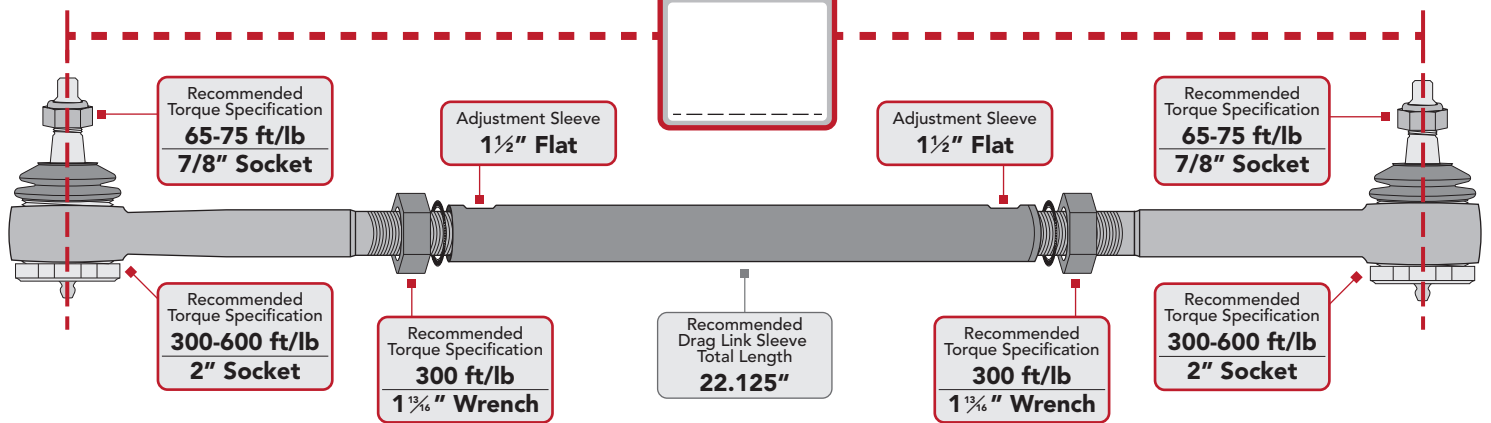 Recommended
Torque Specification
65-75 ft/lb
7/8” Socket
Adjustment Sleeve
1½” Flat
Adjustment Sleeve
1½” Flat
Recommended
Torque Specification
65-75 ft/lb
7/8” Socket
Recommended
Torque Specification
300-600 ft/lb
2” Socket
Recommended
Torque Specification
300 ft/lb
1 13⁄16 ” Wrench
Recommended
Drag Link Sleeve
Total Length
22.125“
Recommended
Torque Specification
300 ft/lb
1 13⁄16 ” Wrench
Recommended
Torque Specification
300-600 ft/lb
2” Socket